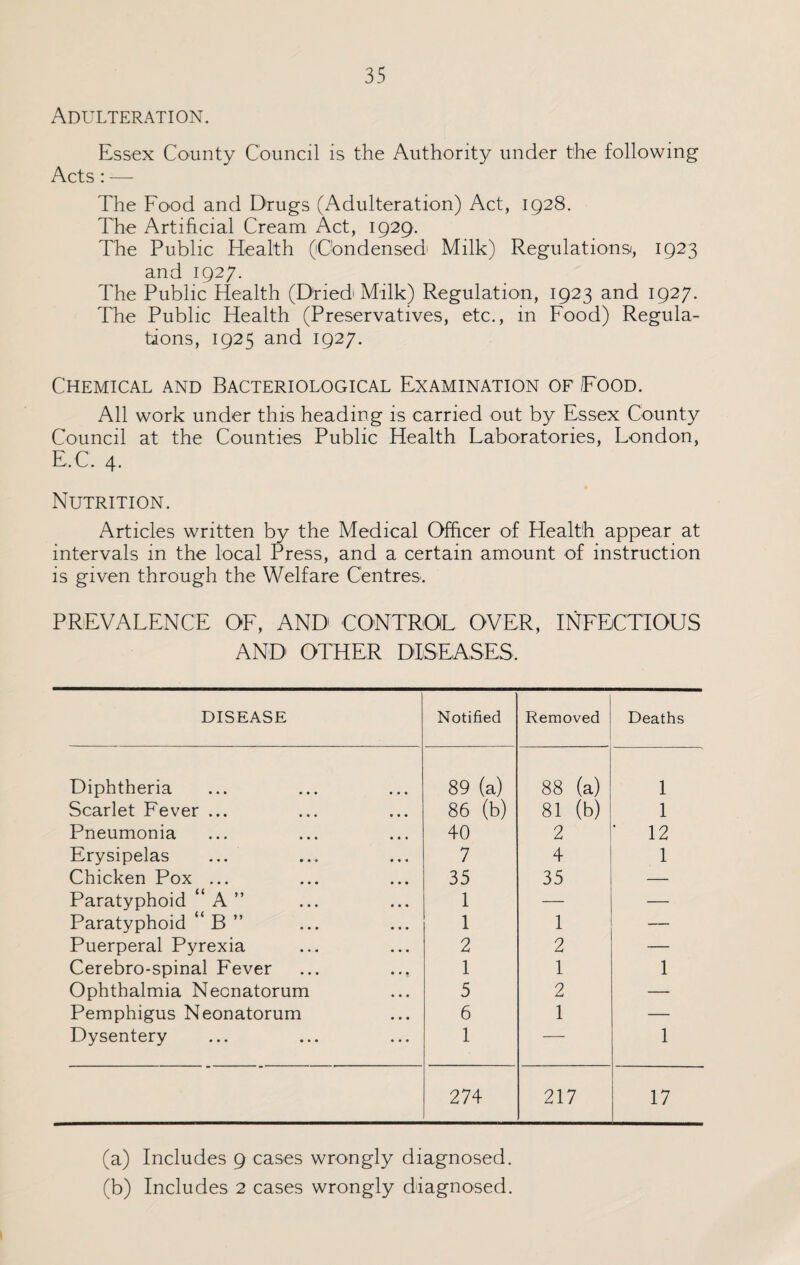 35
ADULTERATION.
Essex County Council is the Authority under the following
Acts : —
The Food and Drugs (Adulteration) Act, 1928.
The Artificial Cream Act, 1929.
The Public Health (Condensed Milk) Regulations, 1923
and 1927.
The Public Health (Dried Milk) Regulation, 1923 and 1927.
The Public Health (Preservatives, etc., in Food) Regula-
tions, 1925 and 1927.
CHEMICAL AND BACTERIOLOGICAL EXAMINATION OF FOOD.
All work under this heading is carried out by Essex County
Council at the Counties Public Health Laboratories, London,
E.C. 4.
NUTRITION.
Articles written by the Medical Officer of Health appear at
intervals in the local Press, and a certain amount of instruction
is given through the Welfare Centres.
PREVALENCE OF, AND CONTROL OVER, INFECTIOUS
AND OTHER DISEASES.
DISEASE Notified Removed Deaths
Diphtheria ... ... ... 89 (a) 88 (a) 1
Scarlet Fever ... ... ... 86 (b) 81 (b) 1
Pneumonia ... ... ... 40 2 12
Erysipelas ... ... ... 7 4 1
Chicken Pox ... ... ... 35 35 —
Paratyphoid “ A ” ... ... 1 — —
Paratyphoid “ B ” ... ... 1 1 —
Puerperal Pyrexia ... ... 2 2 —
Cerebro-spinal Fever ... ... 1 1 1
Ophthalmia Neonatorum ... 5 2 —
Pemphigus Neonatorum ... 6 1 —
Dysentery ... ... ... 1 — 1
274 217 17
(a) Includes 9 cases wrongly diagnosed.
(b) Includes 2 cases wrongly diagnosed.